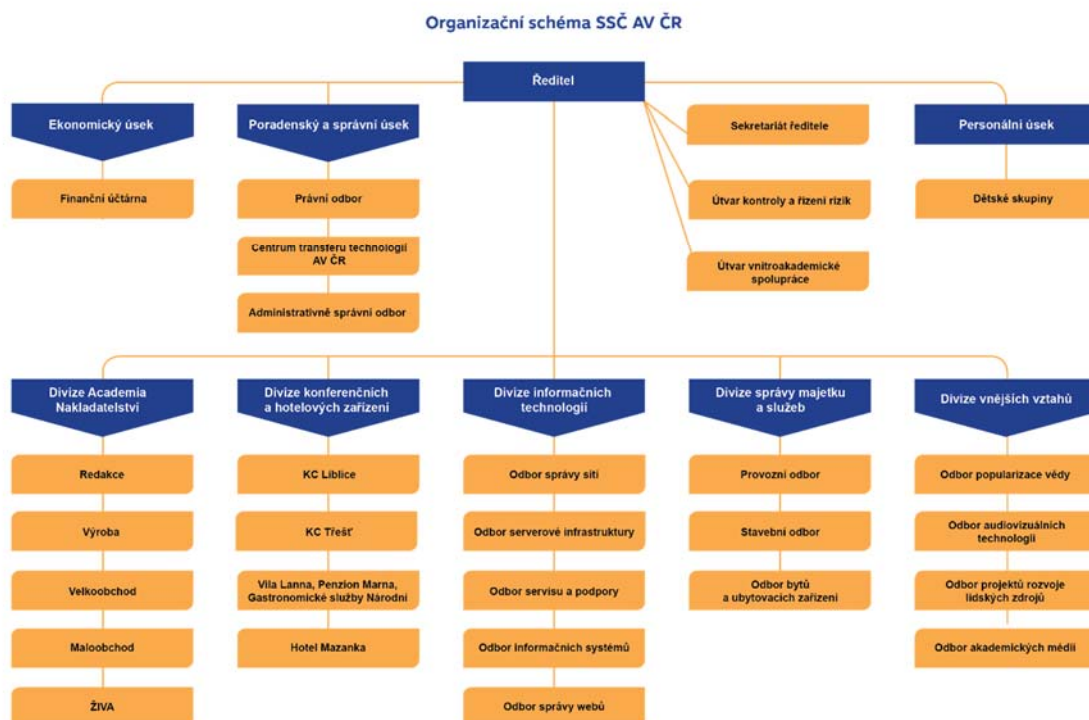 Organizační schéma SSČ AV ČR
Ředitel
Ekonomický úsek
Poradenský a správní úsek
Sekretariát ředitele
Personální úsek
Finanční účtárna
Právní odbor
Útvar kontroly a řízení rizik
Dětské skupiny
Centrum transferu technologií
AV ČR
Útvar vnitroakademické
spolupráce
Administrativně správní odbor
Divize Academia
Nakladatelství
Divize konferenčních
a hotelových zařízení
Divize informačních
technologií
Divize správy majetku
a služeb
Divize vnějších vztahů
Redakce
KC Liblice
Odbor správy sítí
Provozní odbor
Odbor popularizace vědy
Výroba
KC Třešť
Odbor serverové infrastruktury
Stavební odbor
Odbor audiovizuálních
technologií
Velkoobchod
Vila Lanna, Penzion Marna,
Gastronomické služby Národní
Odbor servisu a podpory
Odbor bytů
a ubytovacích zařízení
Odbor projektů rozvoje
lidských zdrojů
Maloobchod
Hotel Mazanka
Odbor informačních systémů
Odbor akademických médií
ŽIVA
Odbor správy webů